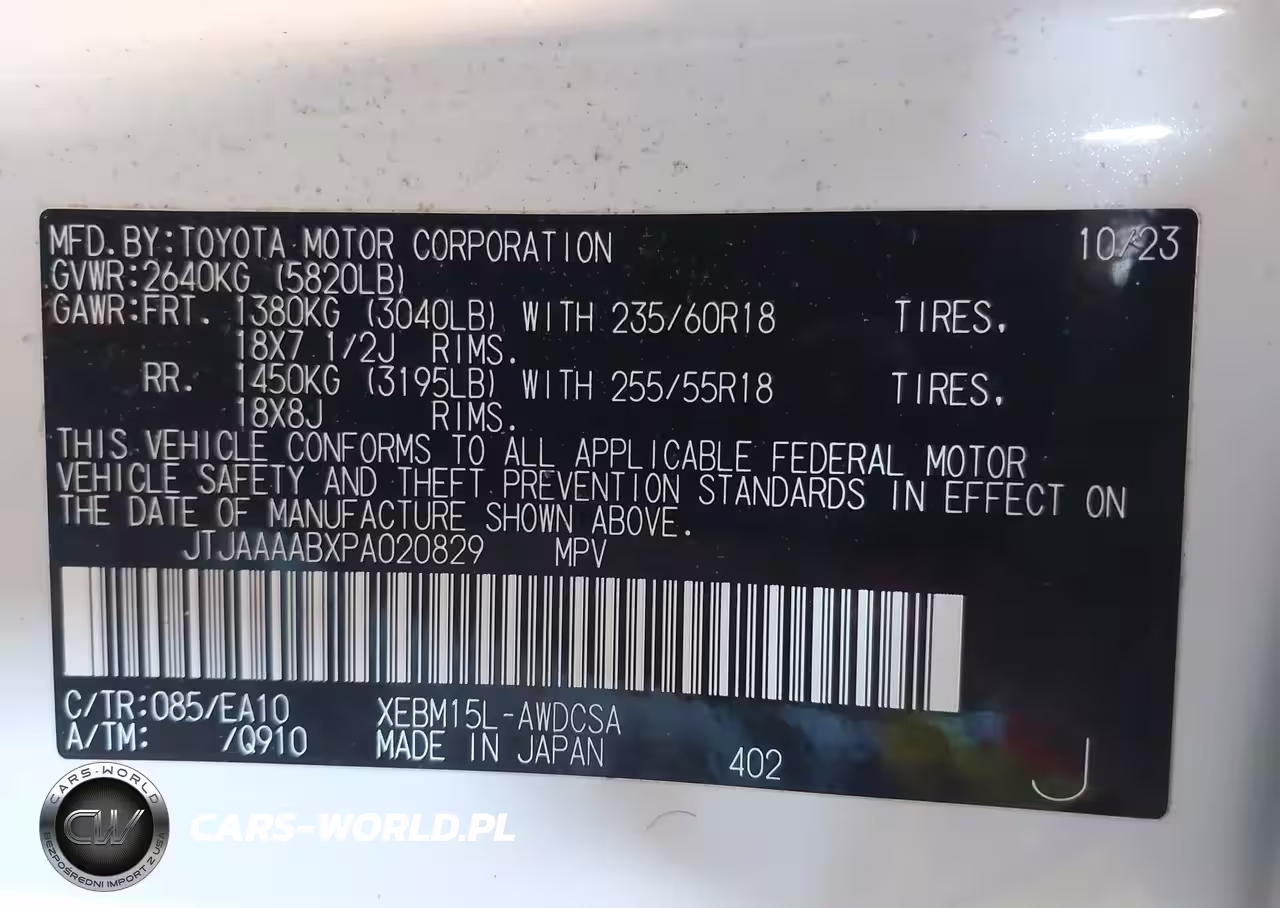 MFD.BY:TOYOTA MOTOR CORPORATION 10/23
GVWR:2640KG (5820LB)
GAWR:FRT. 1380KG (3040LB) WITH 235/60R18 TIRES.
18X7 1/2J RIMS.
RR. 1450KG (3195LB) WITH 255/55R18 TIRES.
18X8J RIMS.
THIS VEHICLE CONFORMS TO ALL APPLICABLE FEDERAL MOTOR
VEHICLE SAFETY AND THEFT PREVENTION STANDARDS IN EFFECT ON
THE DATE OF MANUFACTURE SHOWN ABOVE.
JTJAAAABXPA020829 MPV
C/TR:085/EA10 XEBM15L-AWDCSA
A/TM: /Q910 MADE IN JAPAN 402 J
CARS-WORLD
CW
BEZPOŚREDNI IMPORT Z USA
CARS-WORLD.PL